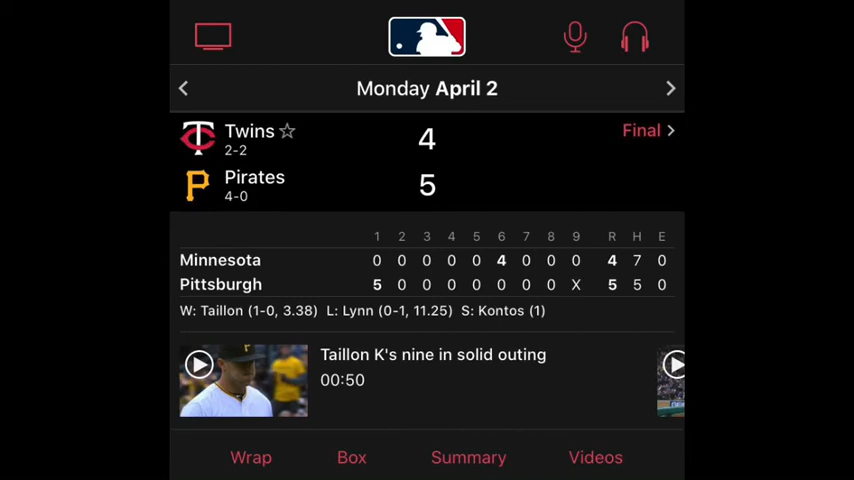 Monday April 2
Twins 4 Final
2-2
Pirates 5
4-0
1 2 3 4 5 6 7 8 9 R H E
Minnesota 0 0 0 0 0 4 0 0 0 4 7 0
Pittsburgh 5 0 0 0 0 0 0 0 X 5 5 0
W: Taillon (1-0, 3.38) L: Lynn (0-1, 11.25) S: Kontos (1)
Taillon K's nine in solid outing
00:50
Wrap Box Summary Videos